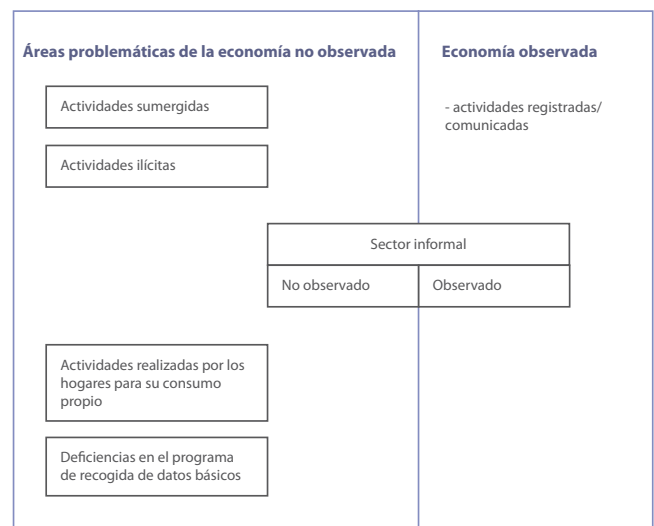 Áreas problemáticas de la economía no observada
Economía observada
Actividades sumergidas
- actividades registradas/
comunicadas
Actividades ilícitas
Sector informal
No observado
Observado
Actividades realizadas por los
hogares para su consumo
propio
Deficiencias en el programa
de recogida de datos básicos